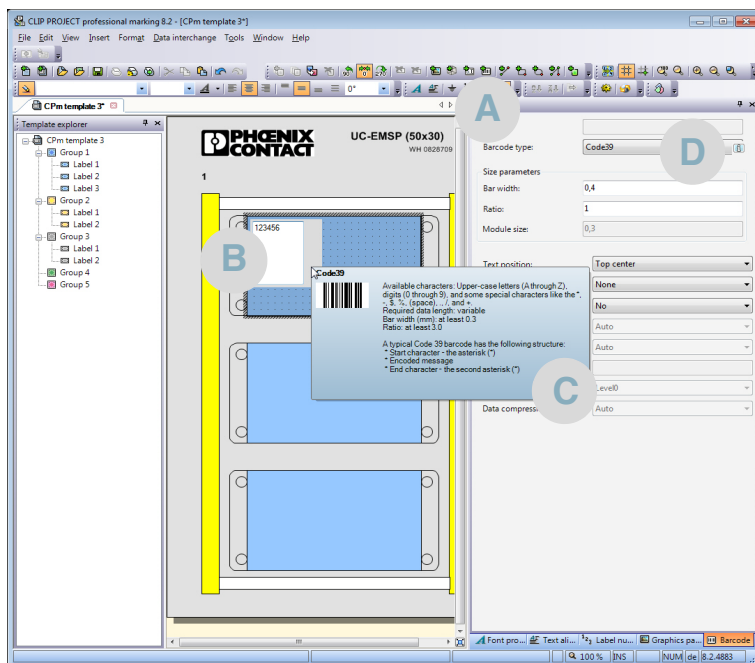 CLIP PROJECT professional marking 8.2 - [CPm template 3*]
File Edit View Insert Format Data interchange Tools Window Help
0°
CPm template 3*
A
Template explorer
CPm template 3
Group 1
Label 1
Label 2
Label 3
Group 2
Label 1
Label 2
Group 3
Label 1
Label 2
Group 4
Group 5
PHŒNIX
CONTACT
UC-EMSP (50x30)
WH 0828709
1
123456
B
Barcode type: Code39
D
Size parameters
Bar width: 0,4
Ratio: 1
Module size: 0,3
Text position: Top center
None
No
Auto
Auto
Level0
Data compress Auto
Code39
Available characters: Upper-case letters (A through Z),
digits (0 through 9), and some special characters like the *,
-, $, %, (space), ., /, and +.
Required data length: variable
Bar width (mm): at least 0.3
Ratio: at least 3.0
A typical Code 39 barcode has the following structure:
* Start character - the asterisk (*)
* Encoded message
* End character - the second asterisk (*)
C
Font pro... Text ali... Label nu... Graphics pa... Barcode
100 % INS NUM de 8.2.4883